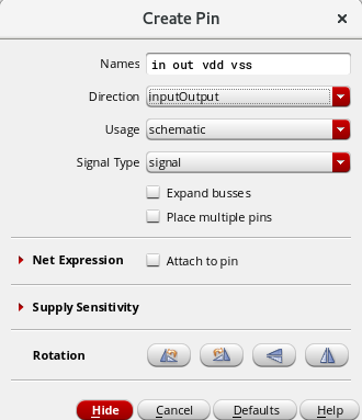 Create Pin ×
Names in out vdd vss
Direction inputOutput
Usage schematic
Signal Type signal
Expand busses
Place multiple pins
Net Expression Attach to pin
Supply Sensitivity
Rotation
Hide Cancel Defaults Help